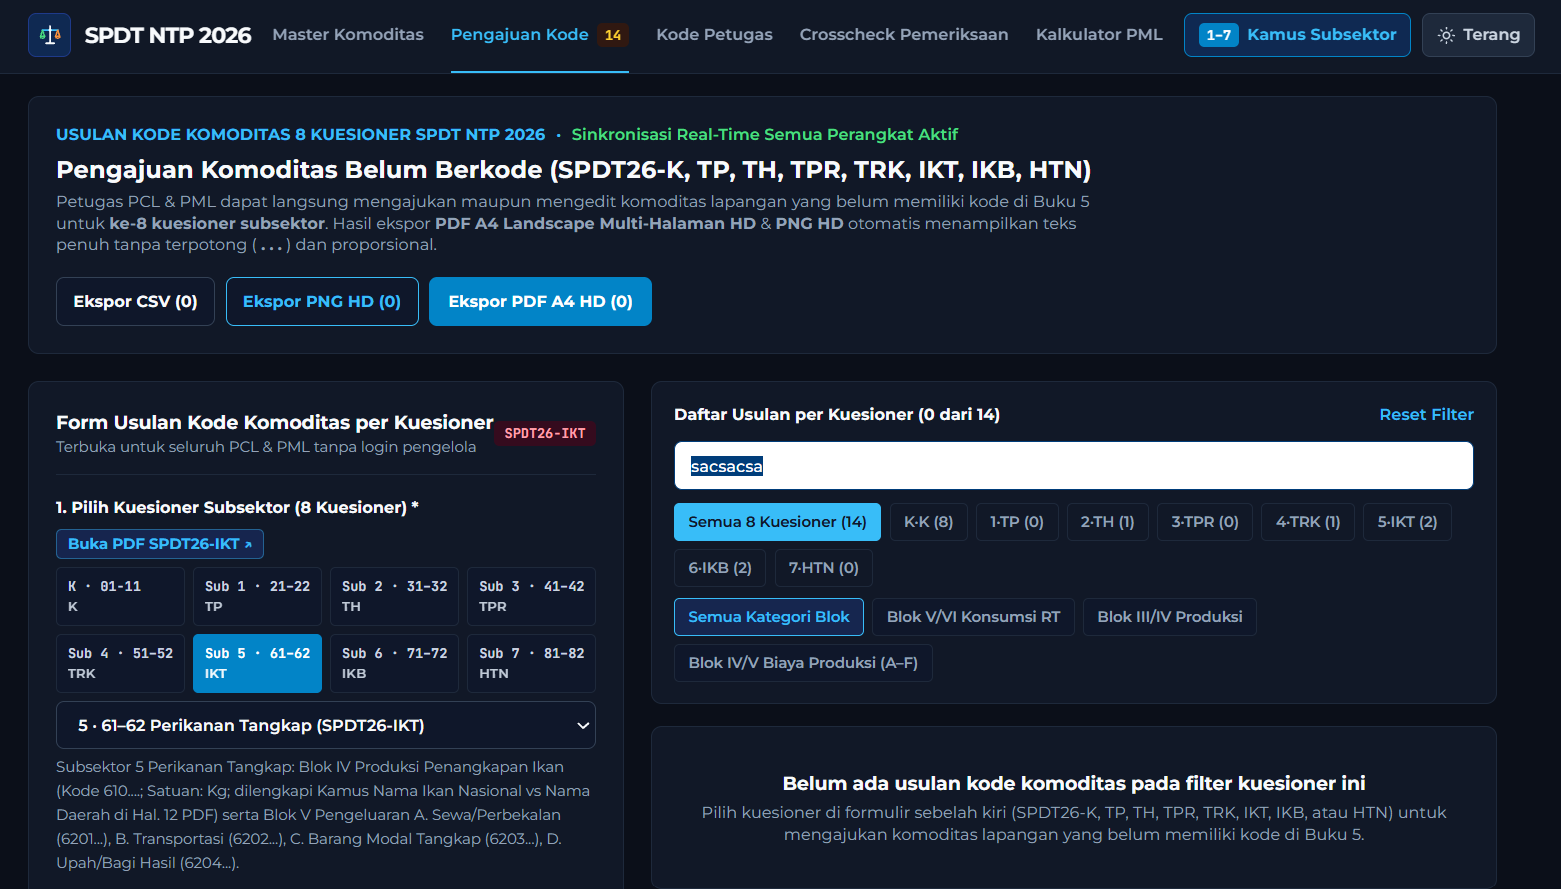 SPDT NTP 2026
Master Komoditas
Pengajuan Kode 14
Kode Petugas
Crosscheck Pemeriksaan
Kalkulator PML
1–7 Kamus Subsektor
Terang
USULAN KODE KOMODITAS 8 KUESIONER SPDT NTP 2026 · Sinkronisasi Real-Time Semua Perangkat Aktif
Pengajuan Komoditas Belum Berkode (SPDT26-K, TP, TH, TPR, TRK, IKT, IKB, HTN)
Petugas PCL & PML dapat langsung mengajukan maupun mengedit komoditas lapangan yang belum memiliki kode di Buku 5
untuk ke-8 kuesioner subsektor. Hasil ekspor PDF A4 Landscape Multi-Halaman HD & PNG HD otomatis menampilkan teks
penuh tanpa terpotong (...) dan proporsional.
Ekspor CSV (0)
Ekspor PNG HD (0)
Ekspor PDF A4 HD (0)
Form Usulan Kode Komoditas per Kuesioner
Terbuka untuk seluruh PCL & PML tanpa login pengelola
SPDT26-IKT
1. Pilih Kuesioner Subsektor (8 Kuesioner) *
Buka PDF SPDT26-IKT ↗
K · 01–11
K
Sub 1 · 21–22
TP
Sub 2 · 31–32
TH
Sub 3 · 41–42
TPR
Sub 4 · 51–52
TRK
Sub 5 · 61–62
IKT
Sub 6 · 71–72
IKB
Sub 7 · 81–82
HTN
5 · 61–62 Perikanan Tangkap (SPDT26-IKT)
Subsektor 5 Perikanan Tangkap: Blok IV Produksi Penangkapan Ikan
(Kode 610....; Satuan: Kg; dilengkapi Kamus Nama Ikan Nasional vs Nama
Daerah di Hal. 12 PDF) serta Blok V Pengeluaran A. Sewa/Perbekalan
(6201...), B. Transportasi (6202...), C. Barang Modal Tangkap (6203...), D.
Upah/Bagi Hasil (6204...).
Daftar Usulan per Kuesioner (0 dari 14)
Reset Filter
sacsacsa
Semua 8 Kuesioner (14)
K·K (8)
1·TP (0)
2·TH (1)
3·TPR (0)
4·TRK (1)
5·IKT (2)
6·IKB (2)
7·HTN (0)
Semua Kategori Blok
Blok V/VI Konsumsi RT
Blok III/IV Produksi
Blok IV/V Biaya Produksi (A–F)
Belum ada usulan kode komoditas pada filter kuesioner ini
Pilih kuesioner di formulir sebelah kiri (SPDT26-K, TP, TH, TPR, TRK, IKT, IKB, atau HTN) untuk
mengajukan komoditas lapangan yang belum memiliki kode di Buku 5.